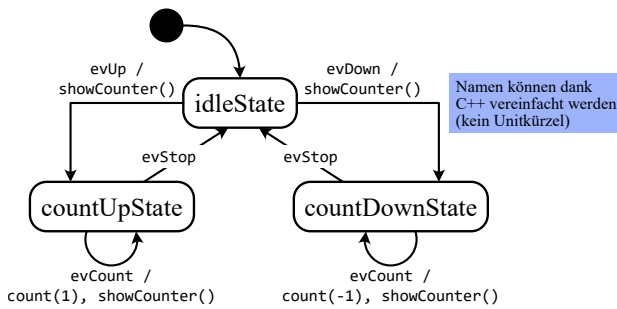 evUp /
showCounter()
evDown /
showCounter()
idleState
Namen können dank
C++ vereinfacht werden
(kein Unitkürzel)
evStop
evStop
countUpState
countDownState
evCount /
count(1), showCounter()
evCount /
count(-1), showCounter()